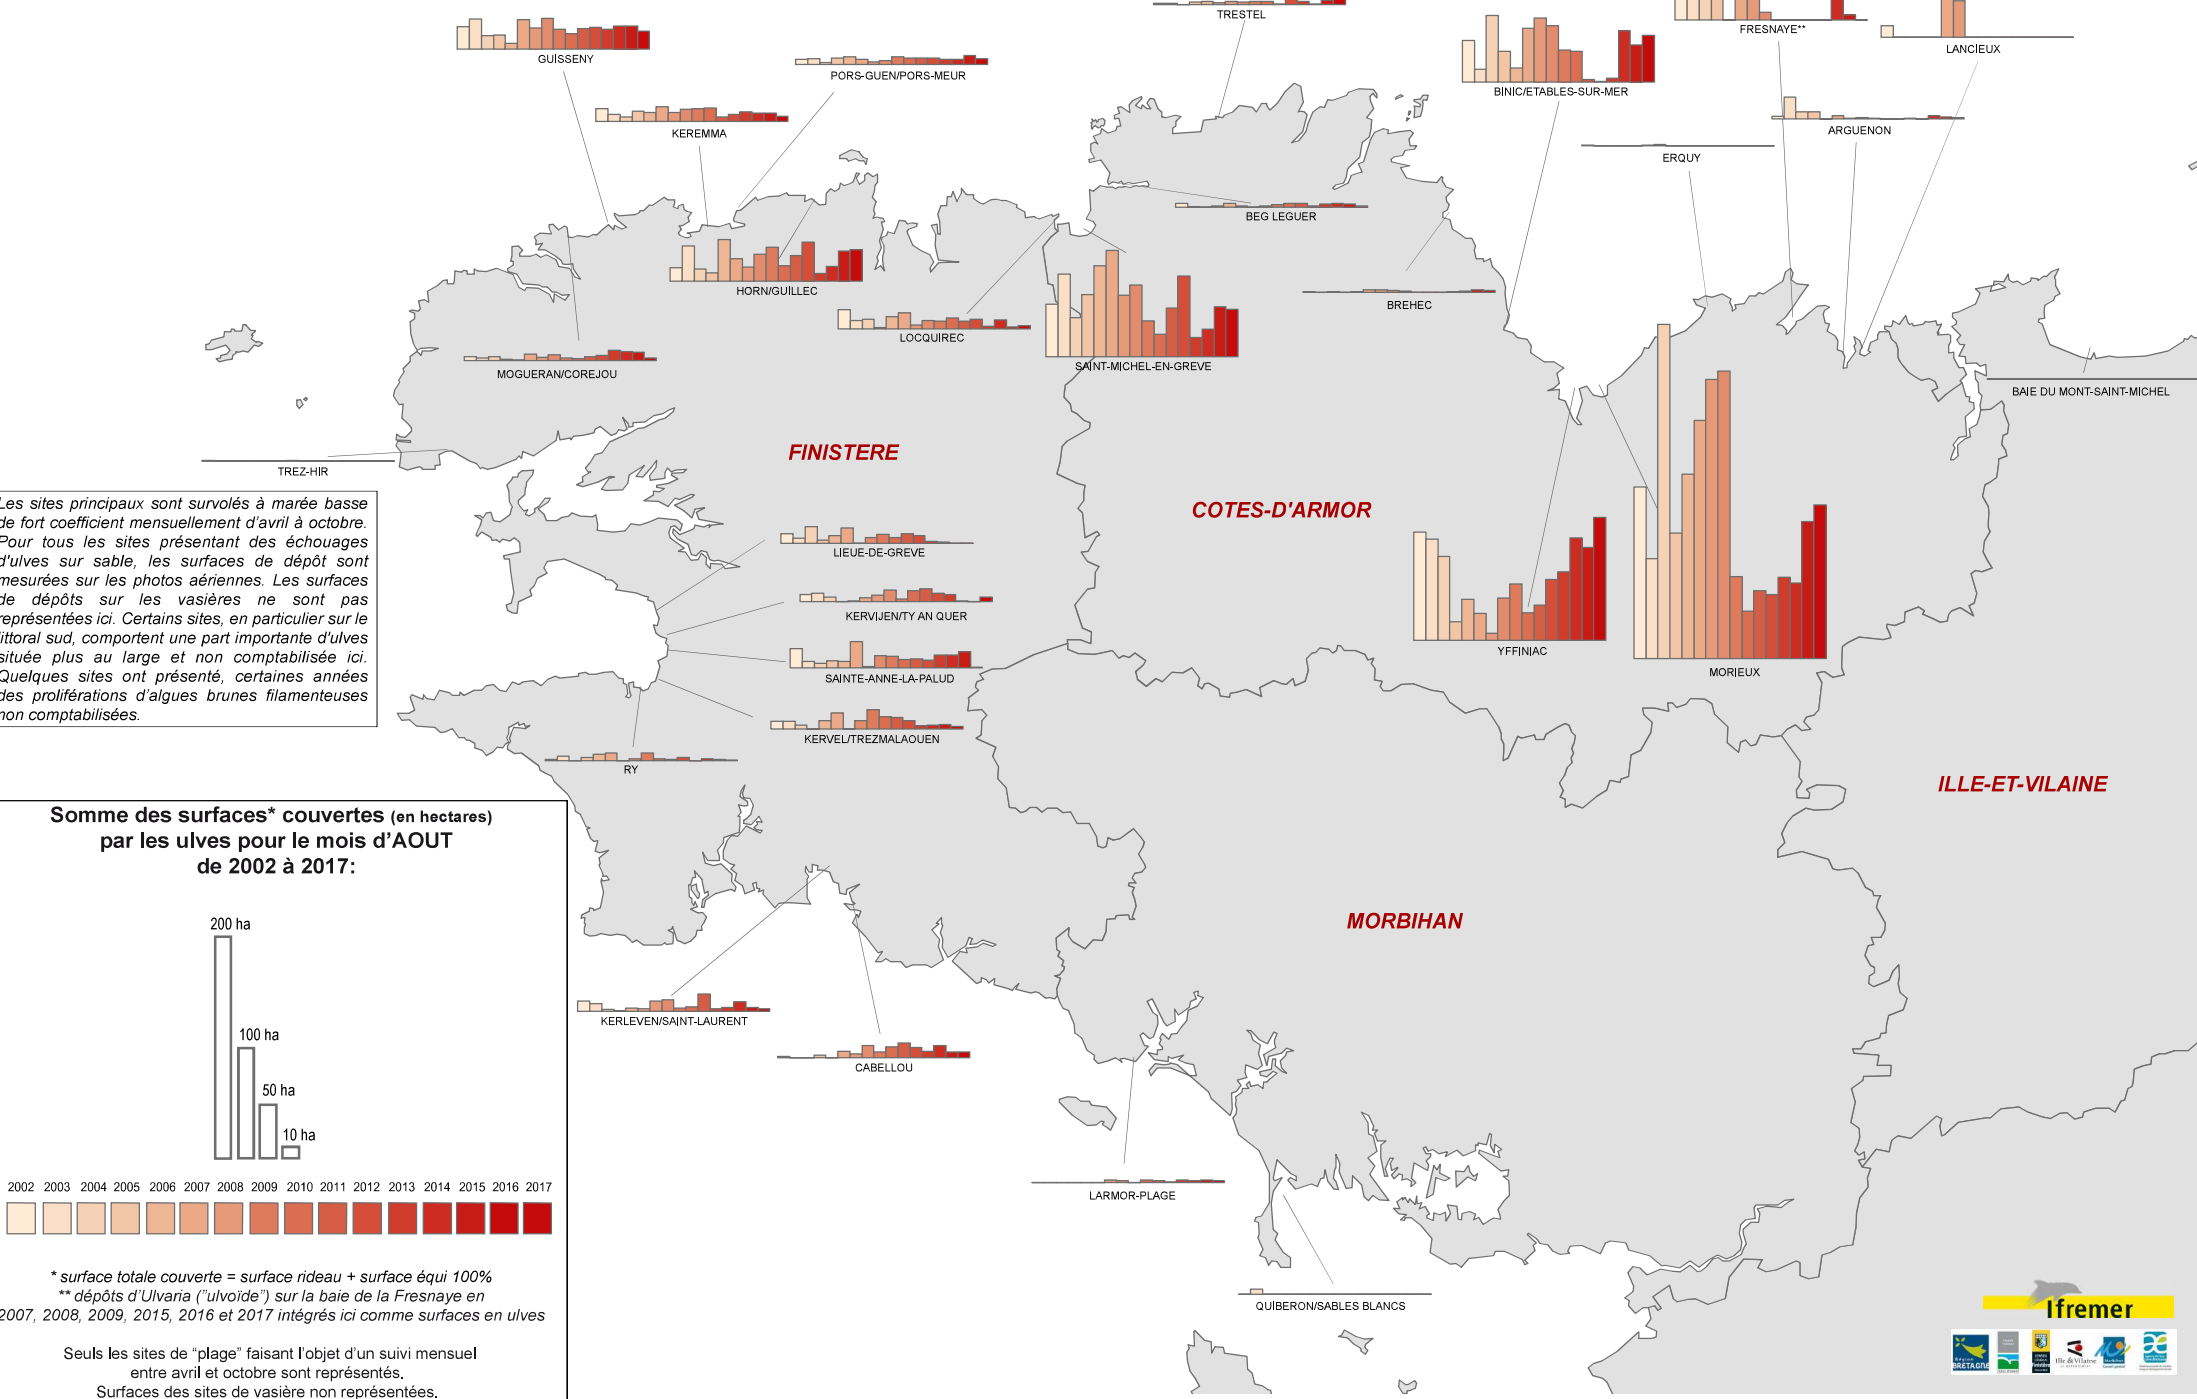 TRESTEL
FRESNAYE**
LANCIEUX
GUISSENY
PORS-GUEN/PORS-MEUR
BINIC/ETABLES-SUR-MER
KEREMMA
ARGUENON
ERQUY
BEG LEGUER
HORN/GUILLEC
BREHEC
LOCQUIREC
SAINT-MICHEL-EN-GREVE
MOGUERAN/COREJOU
BAIE DU MONT-SAINT-MICHEL
TREZ-HIR
FINISTERE
COTES-D'ARMOR
Les sites principaux sont survolés à marée basse
de fort coefficient mensuellement d'avril à octobre.
Pour tous les sites présentant des échouages
d'ulves sur sable, les surfaces de dépôt sont
mesurées sur les photos aériennes. Les surfaces
de dépôts sur les vasières ne sont pas
représentées ici. Certains sites, en particulier sur le
littoral sud, comportent une part importante d'ulves
située plus au large et non comptabilisée ici.
Quelques sites ont présenté, certaines années
des proliférations d'algues brunes filamenteuses
non comptabilisées.
LIEUE-DE-GREVE
KERVIJEN/TY AN QUER
YFFINIAC
MORIEUX
SAINTE-ANNE-LA-PALUD
KERVEL/TREZMALAOUEN
RY
ILLE-ET-VILAINE
MORBIHAN
Somme des surfaces* couvertes (en hectares)
par les ulves pour le mois d'AOUT
de 2002 à 2017:
200 ha
100 ha
50 ha
10 ha
2002 2003 2004 2005 2006 2007 2008 2009 2010 2011 2012 2013 2014 2015 2016 2017
* surface totale couverte = surface rideau + surface équi 100%
** dépôts d'Ulvaria ("ulvoïde") sur la baie de la Fresnaye en
2007, 2008, 2009, 2015, 2016 et 2017 intégrés ici comme surfaces en ulves
Seuls les sites de "plage" faisant l'objet d'un suivi mensuel
entre avril et octobre sont représentés.
Surfaces des sites de vasière non représentées.
KERLEVEN/SAINT-LAURENT
CABELLOU
LARMOR-PLAGE
QUIBERON/SABLES BLANCS
Ifremer
Région
BRETAGNE
Ille & Vilaine